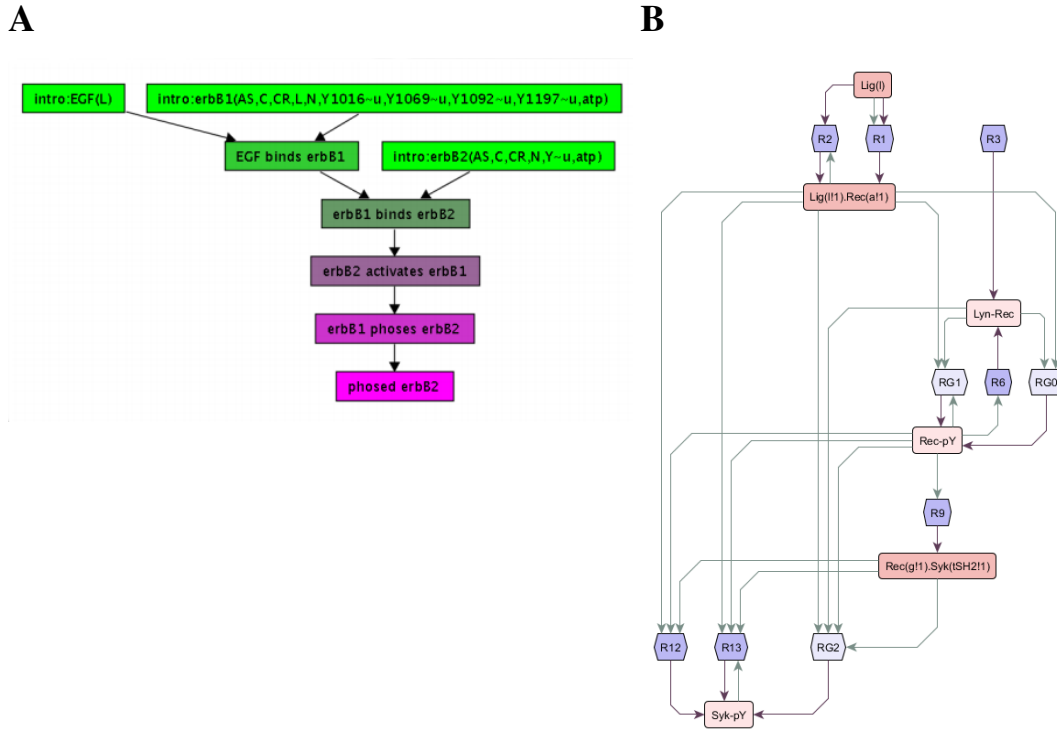 A
B
intro:EGF(L)
intro:erbB1(AS,C,CR,L,N,Y1016~u,Y1069~u,Y1092~u,Y1197~u,atp)
EGF binds erbB1
intro:erbB2(AS,C,CR,N,Y~u,atp)
erbB1 binds erbB2
erbB2 activates erbB1
erbB1 phoses erbB2
phosed erbB2
Lig(l)
R2
R1
R3
Lig(l!1).Rec(a!1)
Lyn-Rec
RG1
R6
RG0
Rec-pY
R9
Rec(g!1).Syk(tSH2!1)
R12
R13
RG2
Syk-pY